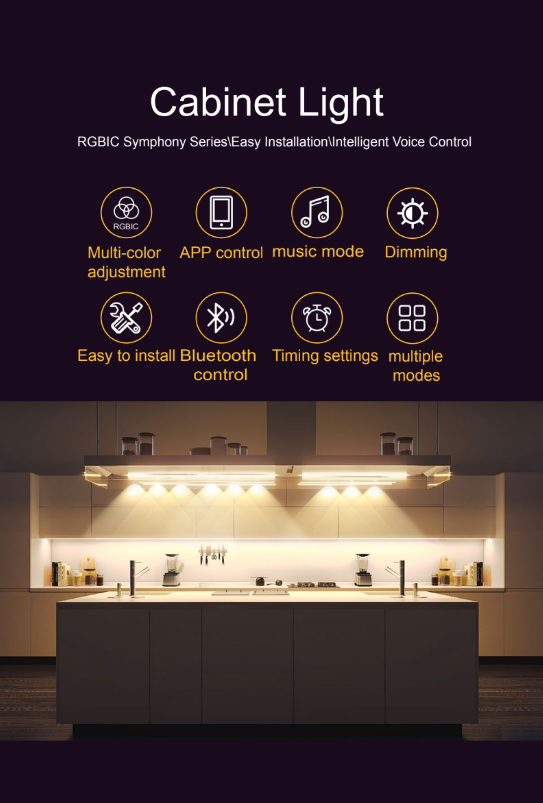 Cabinet Light
RGBIC Symphony Series\Easy Installation\Intelligent Voice Control
RGBIC
Multi-color
adjustment
APP control
music mode
Dimming
Easy to install
Bluetooth
control
Timing settings
multiple
modes